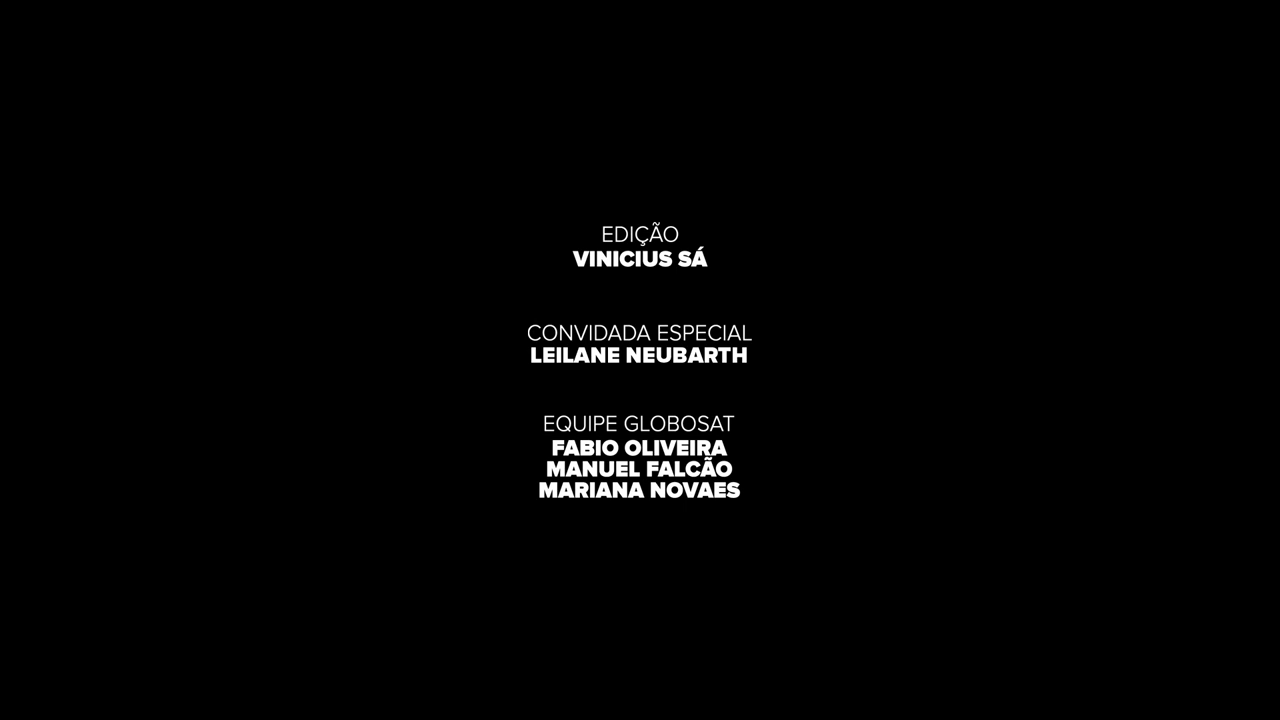 EDIÇÃO
VINICIUS SÁ
CONVIDADA ESPECIAL
LEILANE NEUBARTH
EQUIPE GLOBOSAT
FABIO OLIVEIRA
MANUEL FALCÃO
MARIANA NOVAES